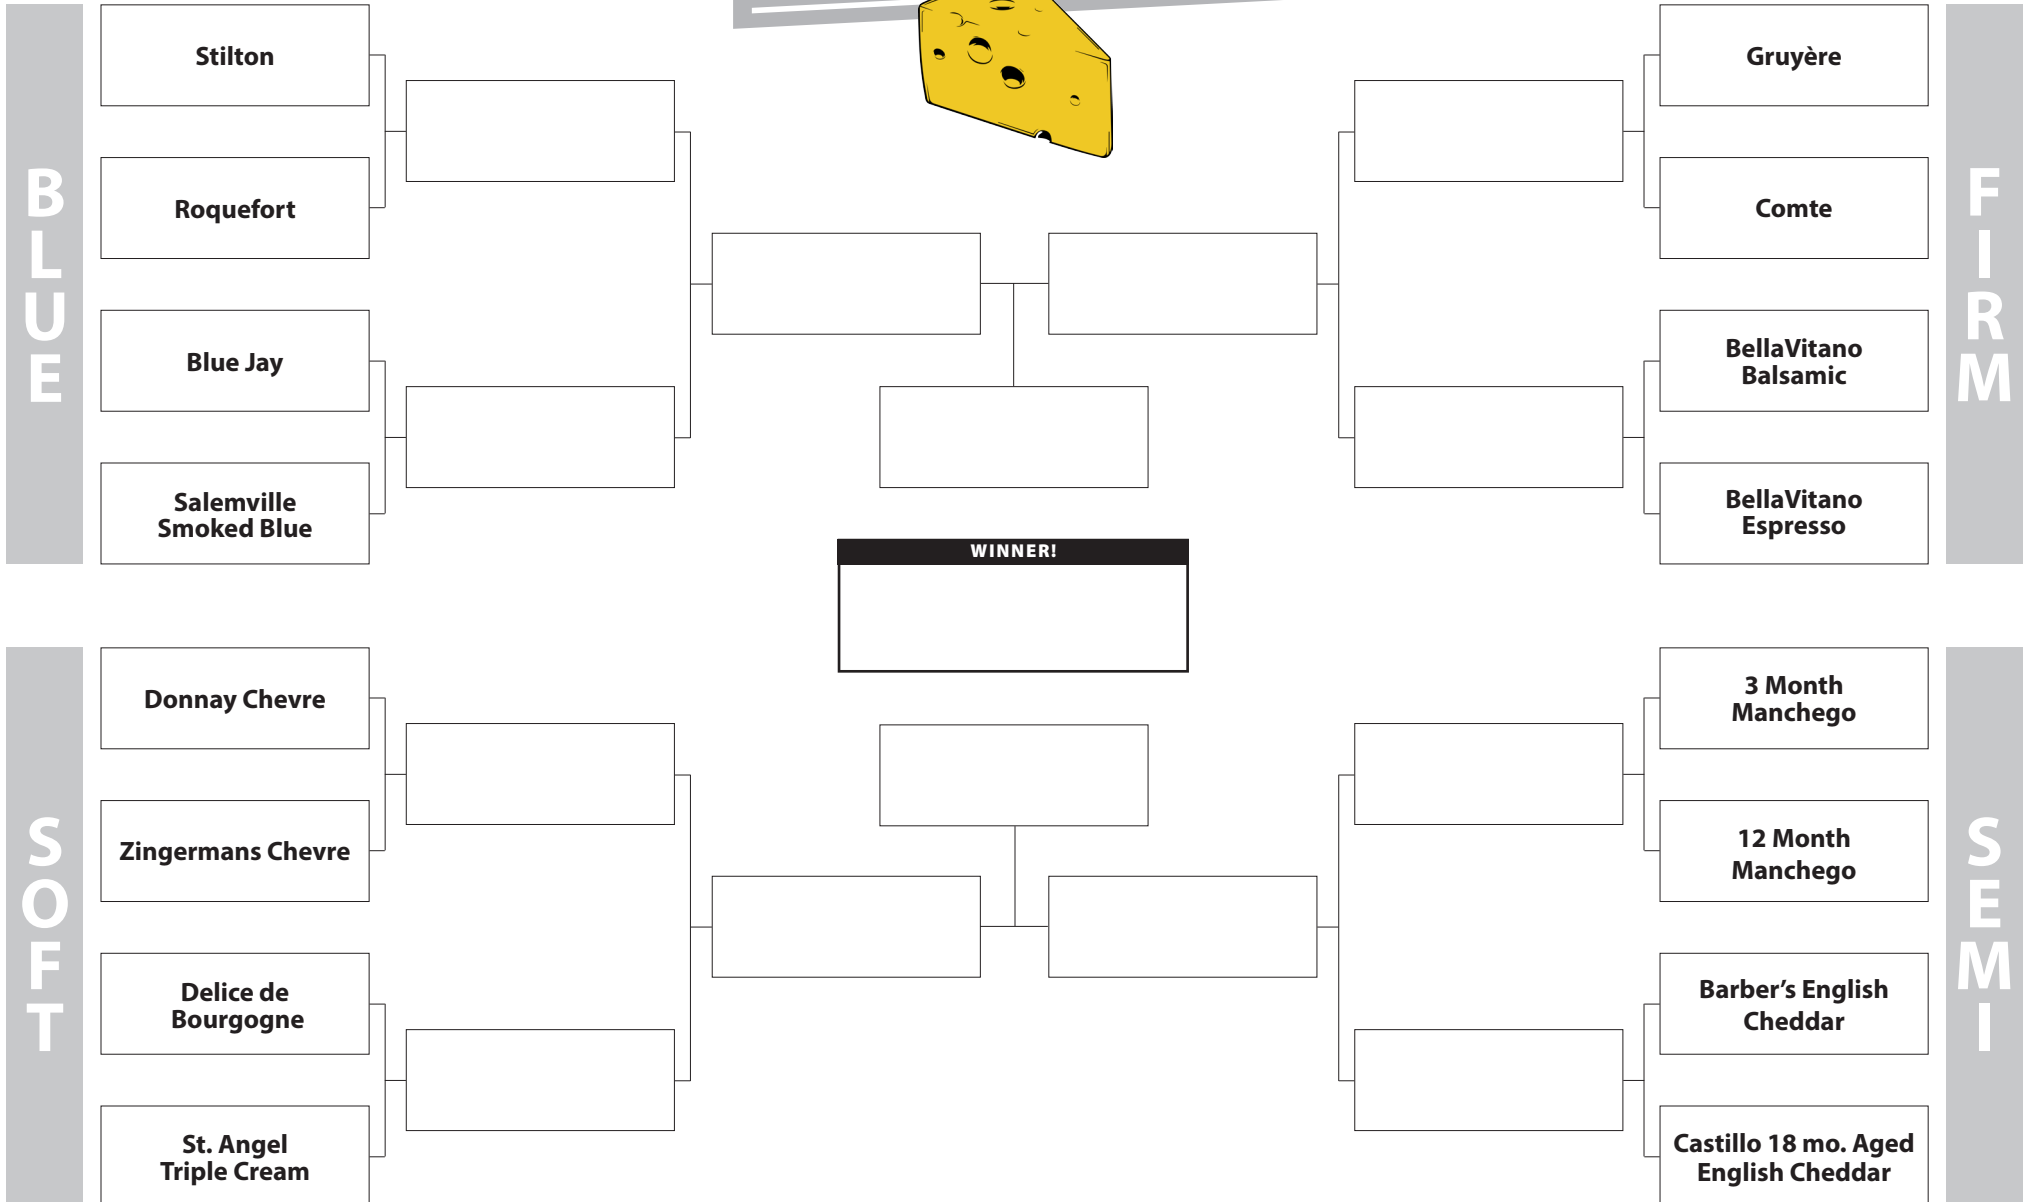 BLUE
Stilton
Roquefort
Blue Jay
Salemville
Smoked Blue
FIRM
Gruyère
Comte
BellaVitano
Balsamic
BellaVitano
Espresso
WINNER!
SOFT
Donnay Chevre
Zingermans Chevre
Delice de
Bourgogne
St. Angel
Triple Cream
SEMI
3 Month
Manchego
12 Month
Manchego
Barber’s English
Cheddar
Castillo 18 mo. Aged
English Cheddar